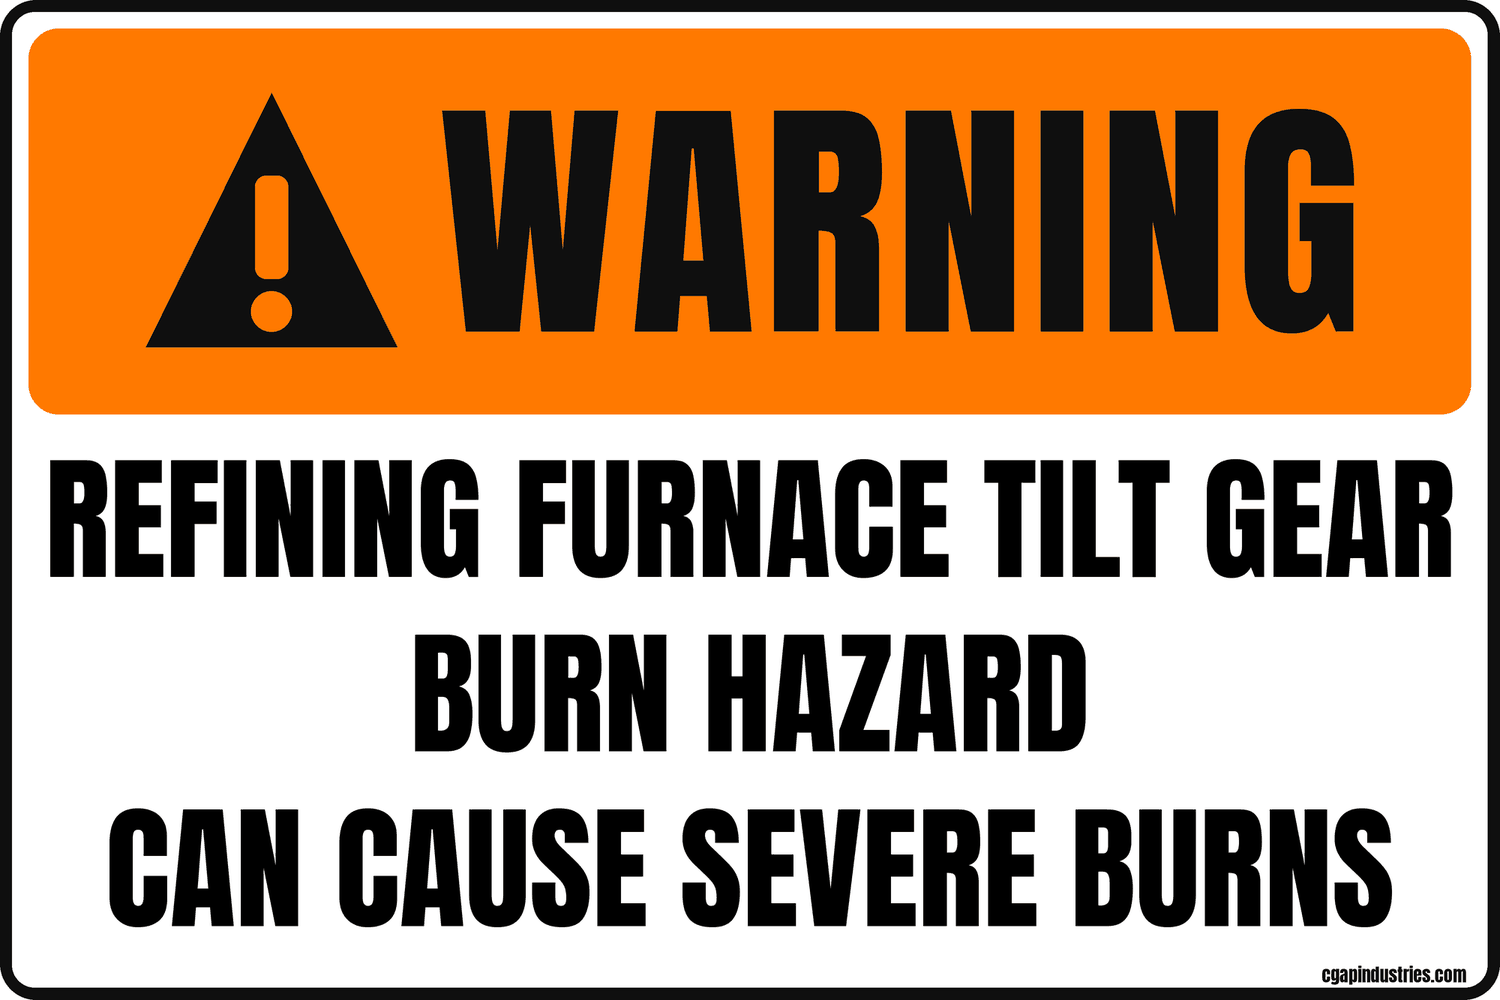 WARNING
REFINING FURNACE TILT GEAR
BURN HAZARD
CAN CAUSE SEVERE BURNS
cgapindustries.com